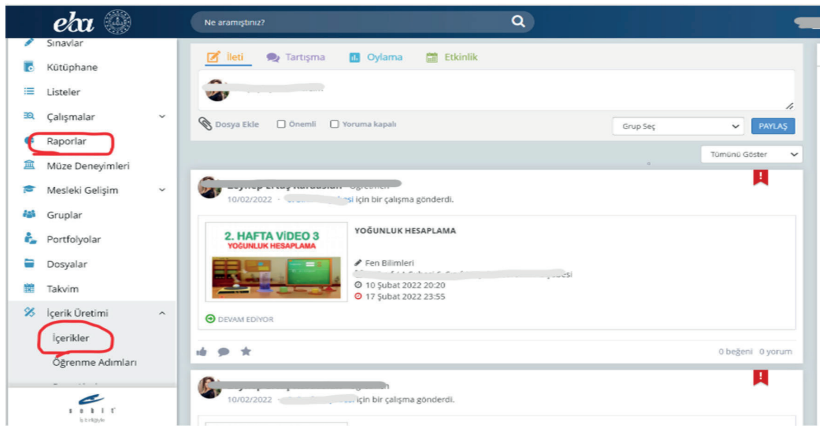 eba
Ne aramıştınız?
Sınavlar
Kütüphane
Listeler
Çalışmalar
Raporlar
Müze Deneyimleri
Mesleki Gelişim
Gruplar
Portfolyolar
Dosyalar
Takvim
İçerik Üretimi
İçerikler
Öğrenme Adımları
sebit
İleti Tartışma Oylama Etkinlik
Dosya Ekle Önemli Yoruma kapalı
Grup Seç PAYLAŞ
Tümünü Göster
10/02/2022 - için bir çalışma gönderdi.
2. HAFTA VİDEO 3
YOĞUNLUK HESAPLAMA
YOĞUNLUK HESAPLAMA
Fen Bilimleri
10 Şubat 2022 20:20
17 Şubat 2022 23:55
DEVAM EDİYOR
0 beğeni 0 yorum
10/02/2022 - için bir çalışma gönderdi.